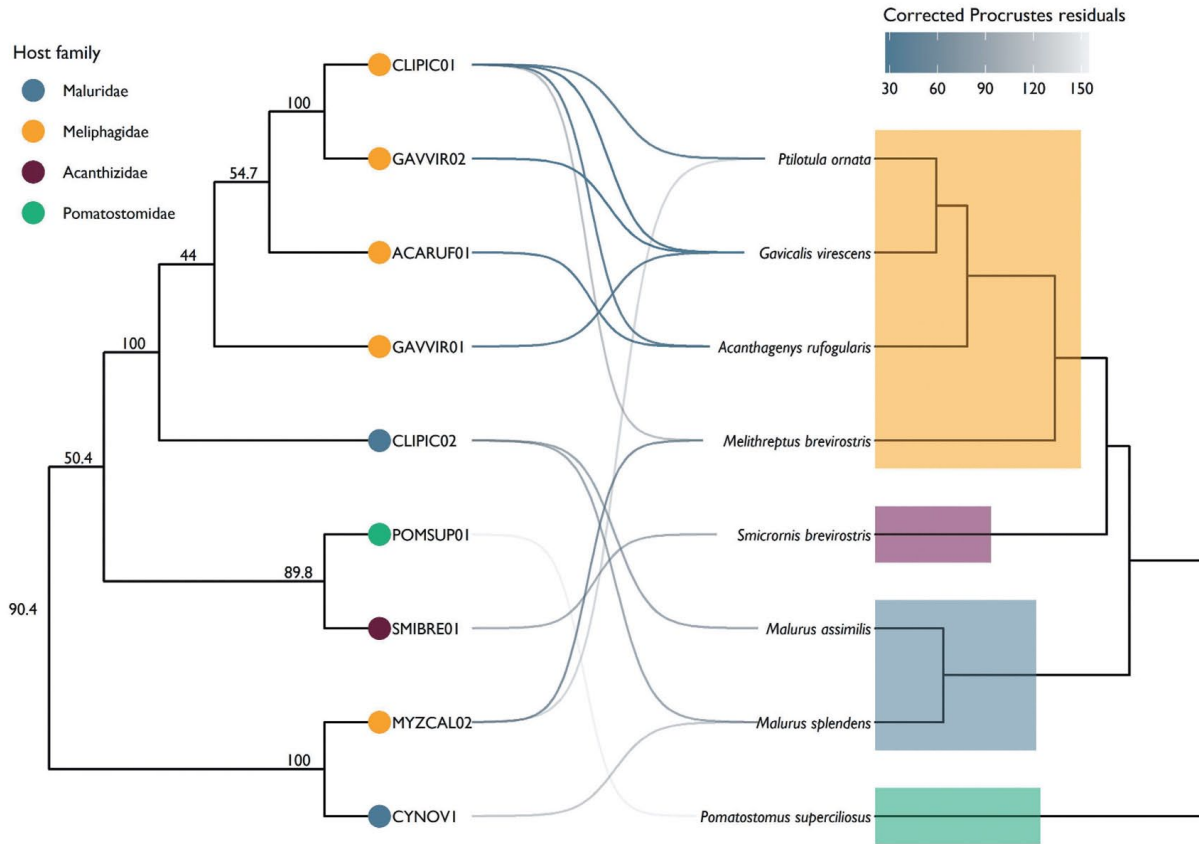 Corrected Procrustes residuals
30 60 90 120 150
Host family
Maluridae
Meliphagidae
Acanthizidae
Pomatostomidae
100
54.7
44
100
50.4
89.8
90.4
100
CLIPIC01
GAVVIR02
ACARUF01
GAVVIR01
CLIPIC02
POMSUP01
SMIBRE01
MYZCAL02
CYNOV1
Ptilotula ornata
Gavicalis virescens
Acanthagenys rufogularis
Melithreptus brevirostris
Smicrornis brevirostris
Malurus assimilis
Malurus splendens
Pomatostomus superciliosus